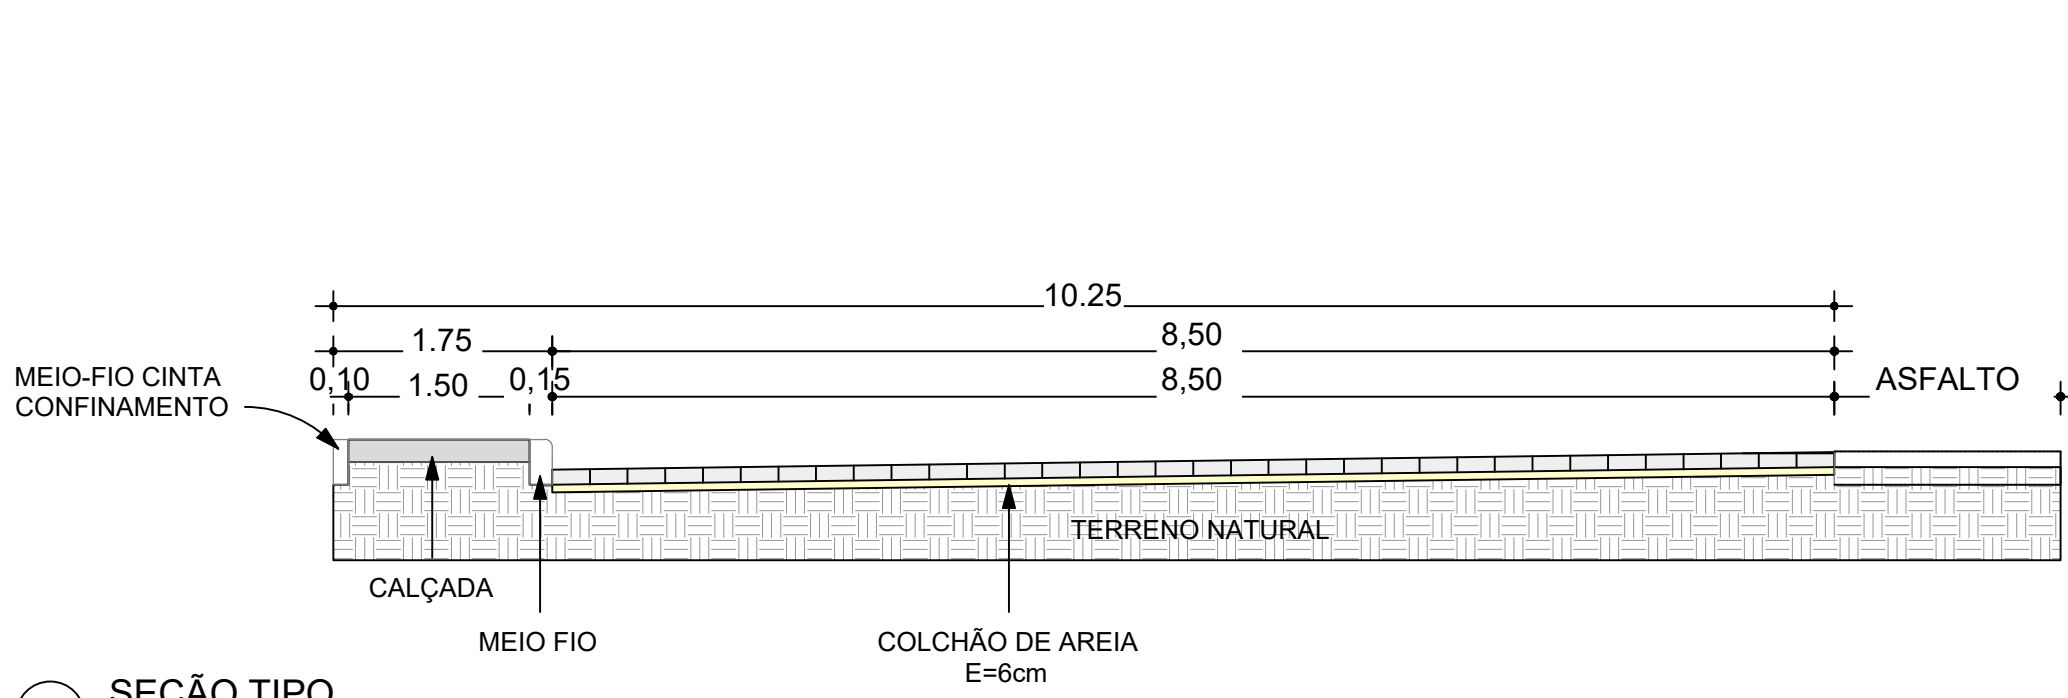 10.25
1.75 8,50
0,10 1.50 0,15 8,50 ASFALTO
MEIO-FIO CINTA
CONFINAMENTO
TERRENO NATURAL
CALÇADA
MEIO FIO
COLCHÃO DE AREIA
E=6cm
SEÇÃO TIPO